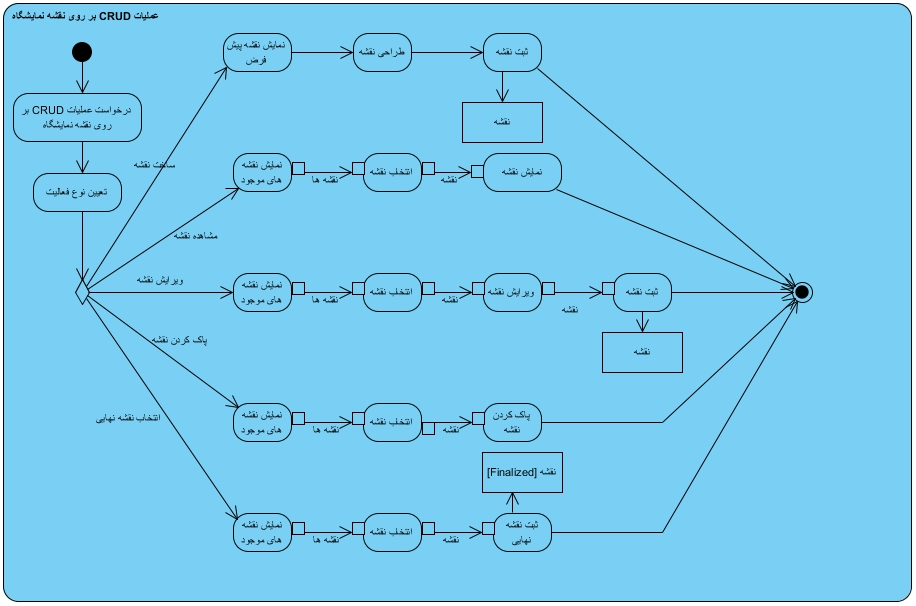 عملیات CRUD بر روی نقشه نمایشگاه
درخواست عملیات CRUD بر
روی نقشه نمایشگاه
تعیین نوع فعالیت
ساخت نقشه
نمایش نقشه پیش
فرض
طراحی نقشه
ثبت نقشه
نقشه
مشاهده نقشه
نمایش نقشه
های موجود
نقشه ها
انتخاب نقشه
نقشه
نمایش نقشه
ویرایش نقشه
نمایش نقشه
های موجود
نقشه ها
انتخاب نقشه
نقشه
ویرایش نقشه
نقشه
ثبت نقشه
نقشه
پاک کردن نقشه
نمایش نقشه
های موجود
نقشه ها
انتخاب نقشه
نقشه
پاک کردن
نقشه
انتخاب نقشه نهایی
نمایش نقشه
های موجود
نقشه ها
انتخاب نقشه
نقشه
ثبت نقشه
نهایی
نقشه [Finalized]